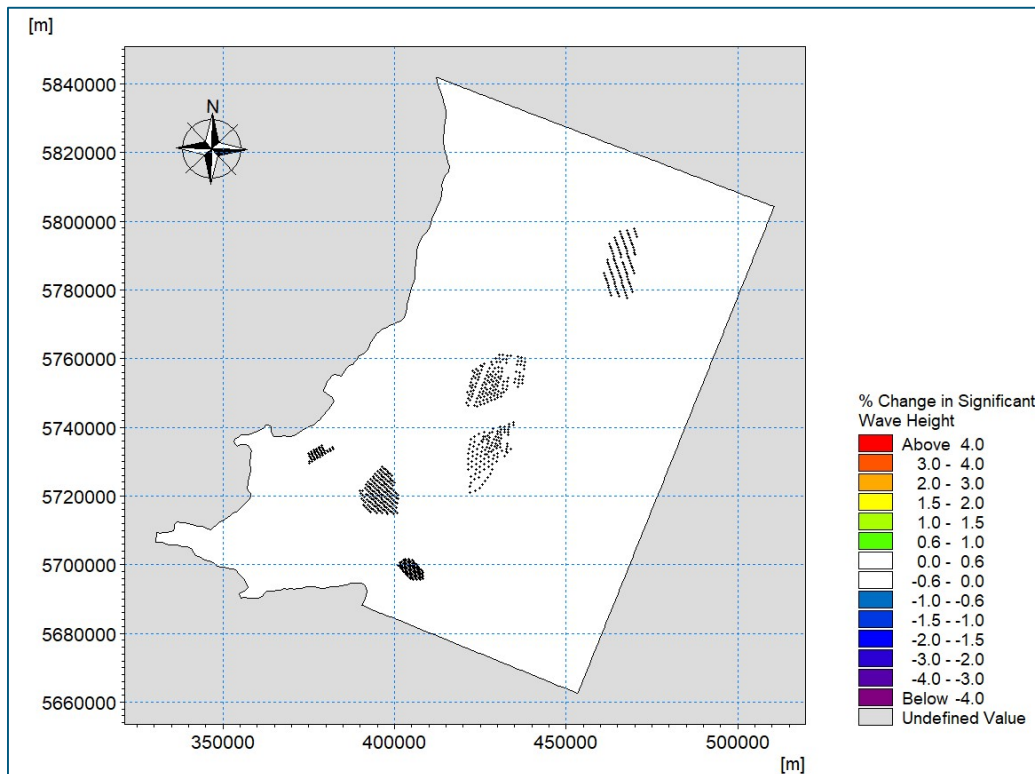 [m]
5840000
5820000
5800000
5780000
5760000
5740000
5720000
5700000
5680000
5660000
N
350000
400000
450000
500000
[m]
% Change in Significant
Wave Height
Above 4.0
3.0 - 4.0
2.0 - 3.0
1.5 - 2.0
1.0 - 1.5
0.6 - 1.0
0.0 - 0.6
-0.6 - 0.0
-1.0 - -0.6
-1.5 - -1.0
-2.0 - -1.5
-3.0 - -2.0
-4.0 - -3.0
Below -4.0
Undefined Value